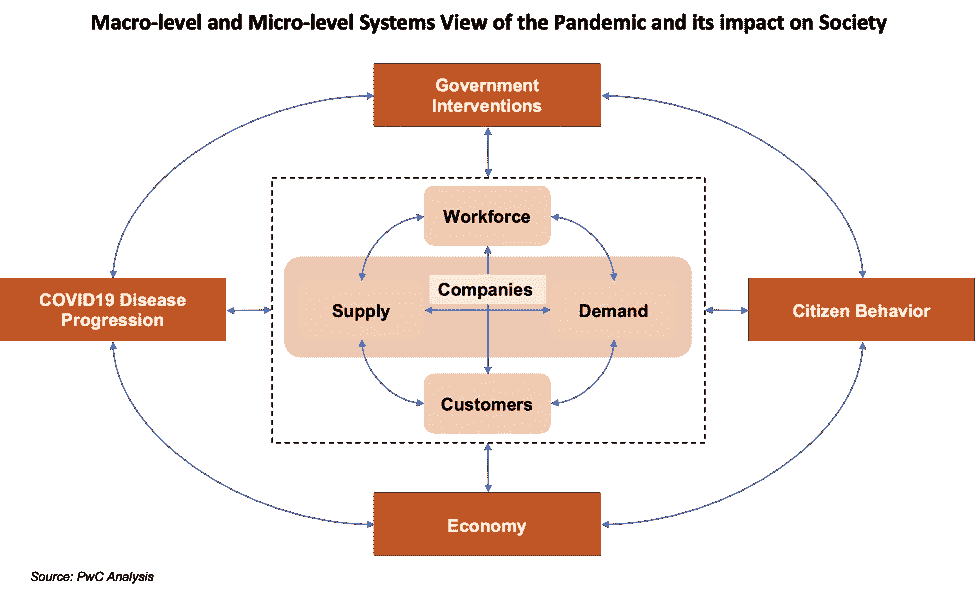 Macro-level and Micro-level Systems View of the Pandemic and its impact on Society
Government
Interventions
Workforce
COVID19 Disease
Progression
Companies
Supply
Demand
Citizen Behavior
Customers
Economy
Source: PwC Analysis